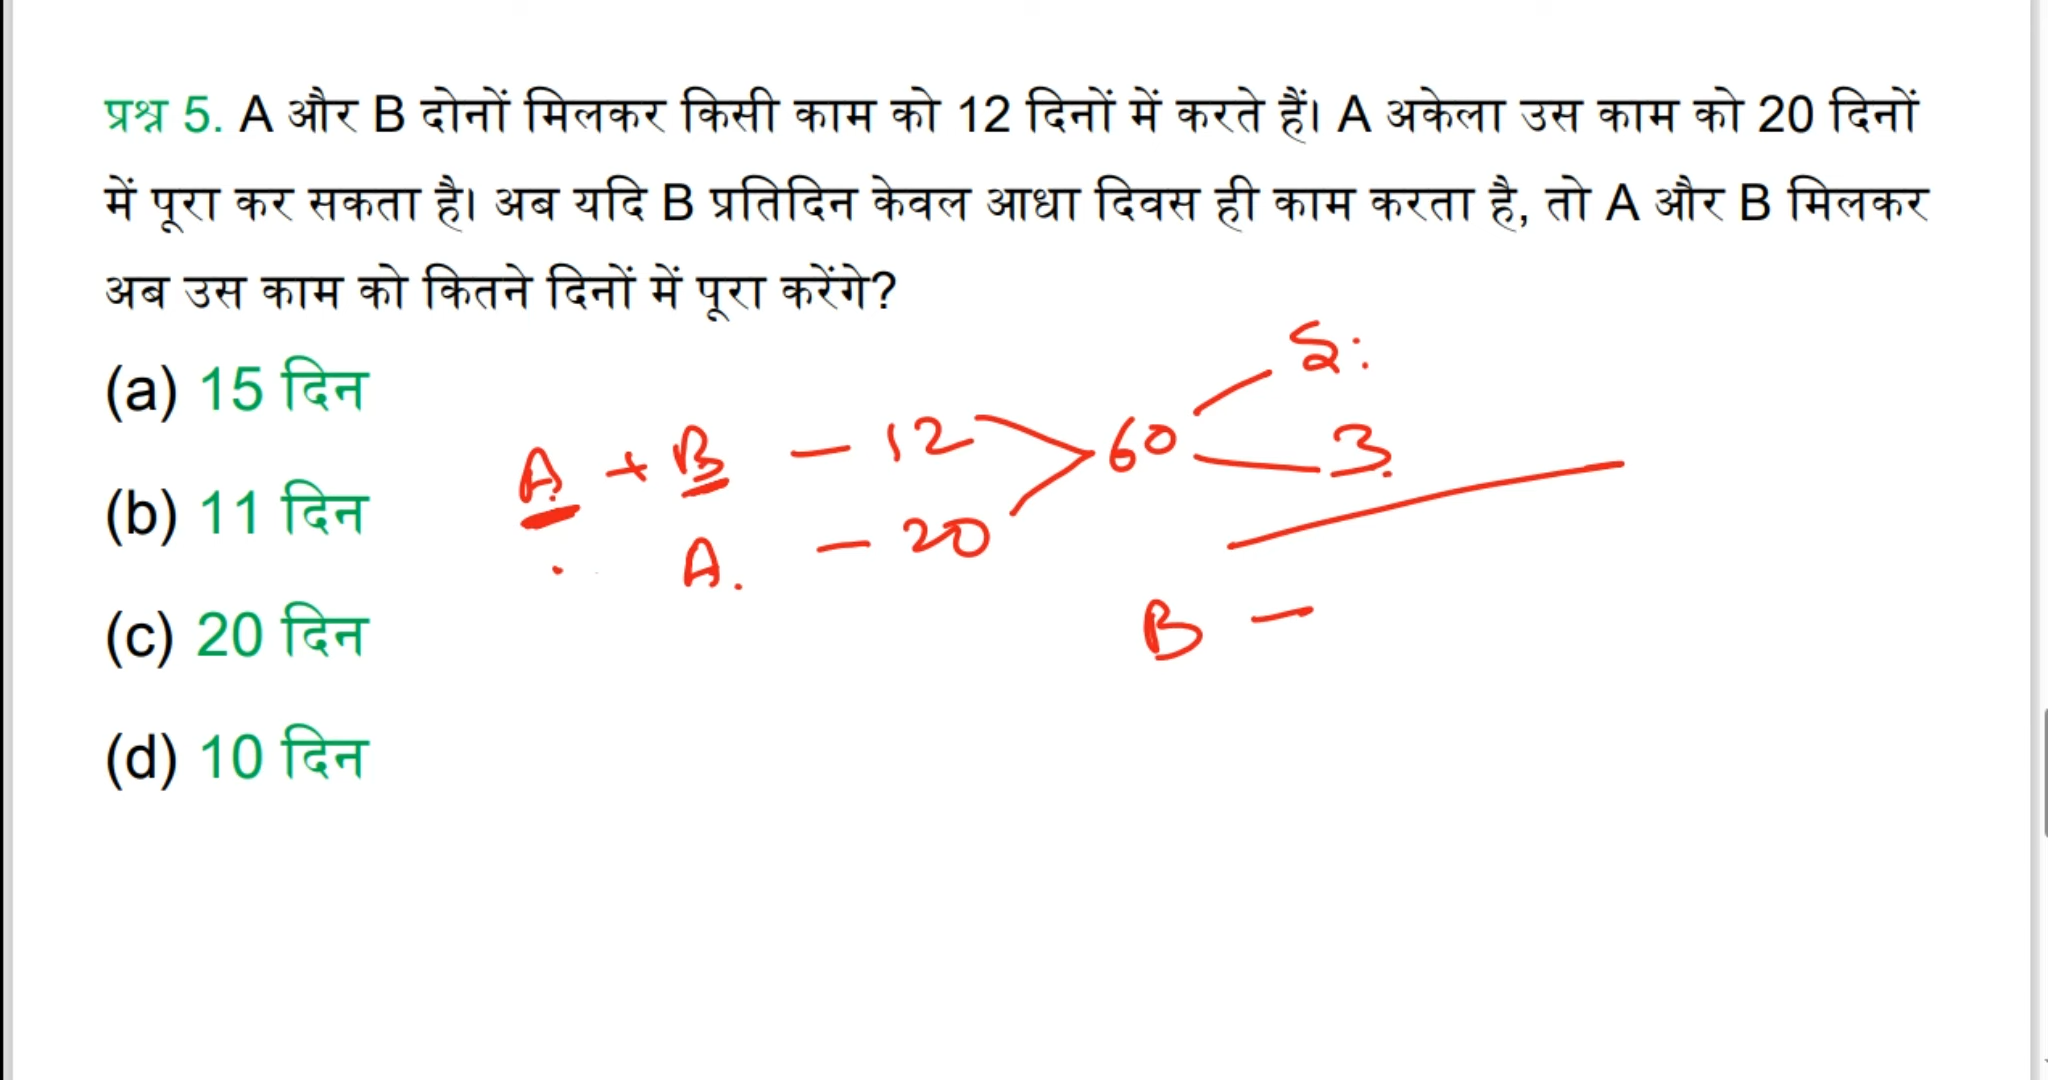 प्रश्न 5. A और B दोनों मिलकर किसी काम को 12 दिनों में करते हैं। A अकेला उस काम को 20 दिनों
में पूरा कर सकता है। अब यदि B प्रतिदिन केवल आधा दिवस ही काम करता है, तो A और B मिलकर
अब उस काम को कितने दिनों में पूरा करेंगे?
(a) 15 दिन
(b) 11 दिन
(c) 20 दिन
(d) 10 दिन
A + B - 12
A. - 20
60
5
3
B -